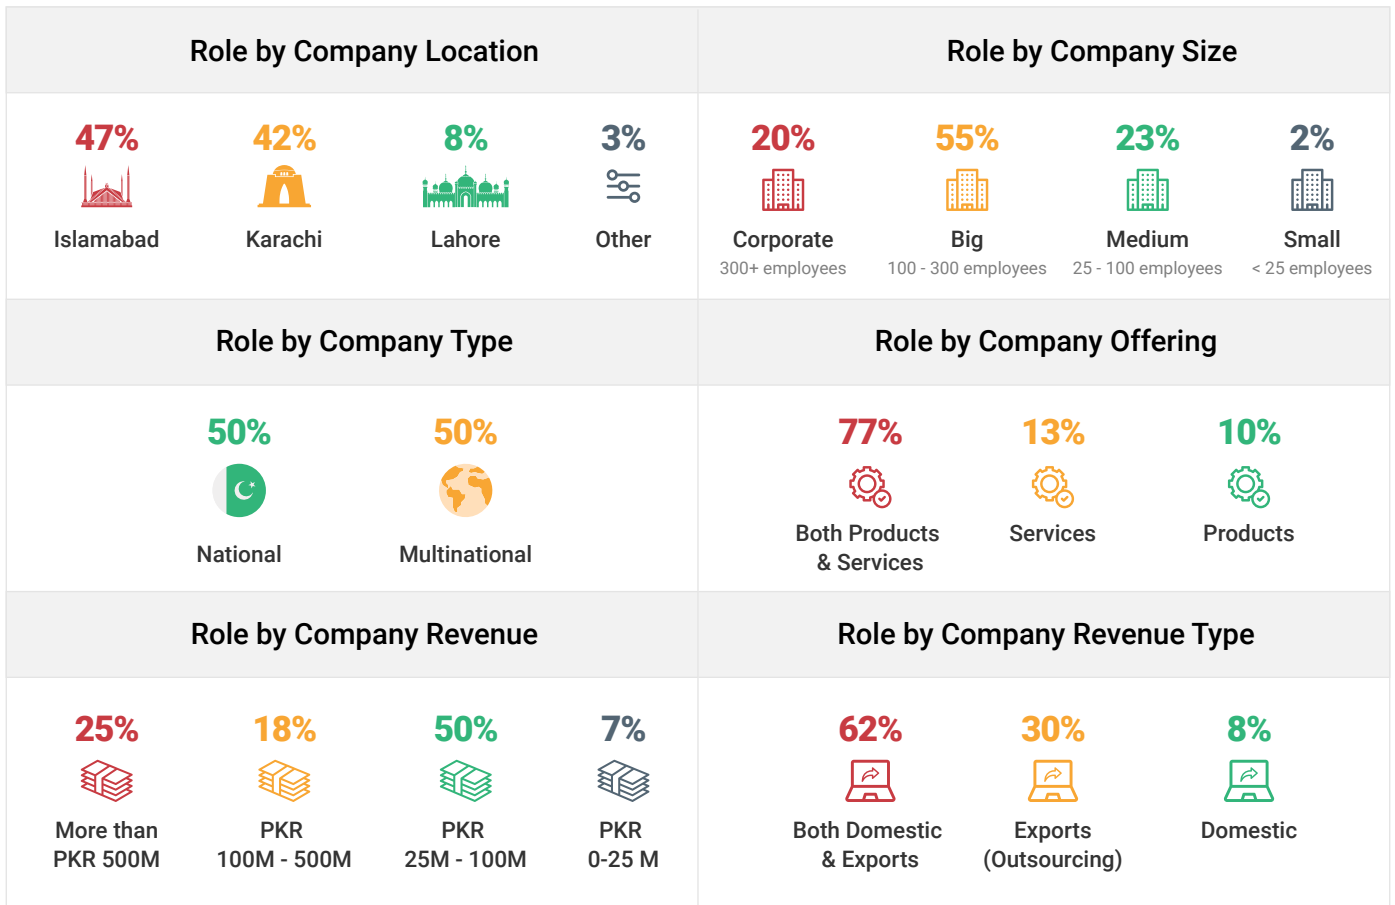 Role by Company Location
47%
42%
8%
3%
Islamabad
Karachi
Lahore
Other
Role by Company Size
20%
55%
23%
2%
Corporate
Big
Medium
Small
300+ employees
100 - 300 employees
25 - 100 employees
< 25 employees
Role by Company Type
50%
50%
National
Multinational
Role by Company Offering
77%
13%
10%
Both Products
& Services
Services
Products
Role by Company Revenue
25%
18%
50%
7%
More than
PKR 500M
PKR
100M - 500M
PKR
25M - 100M
PKR
0-25 M
Role by Company Revenue Type
62%
30%
8%
Both Domestic
& Exports
Exports
(Outsourcing)
Domestic